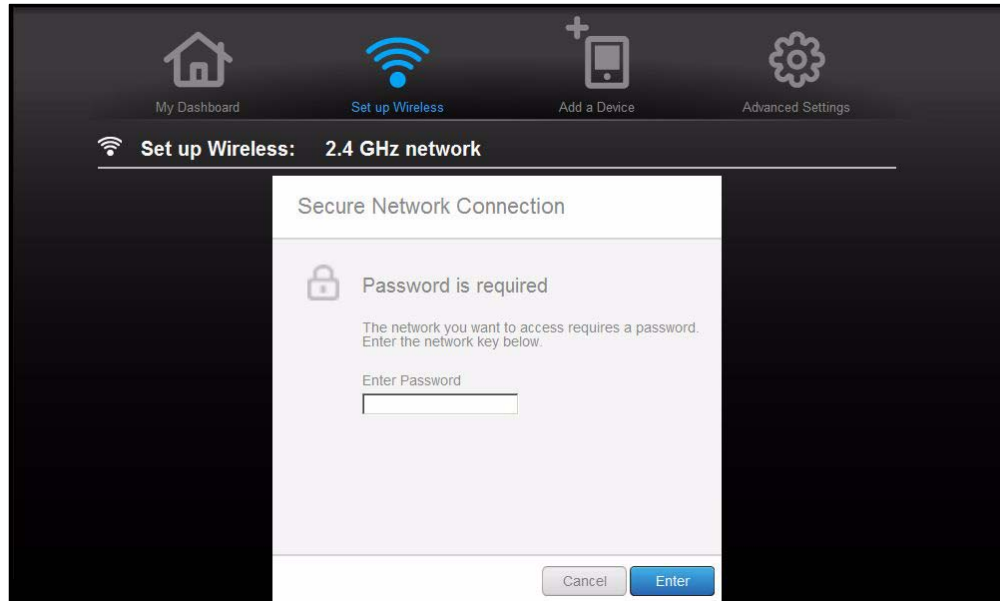 My Dashboard Set up Wireless Add a Device Advanced Settings
Set up Wireless: 2.4 GHz network
Secure Network Connection
Password is required
The network you want to access requires a password.
Enter the network key below.
Enter Password
Cancel Enter